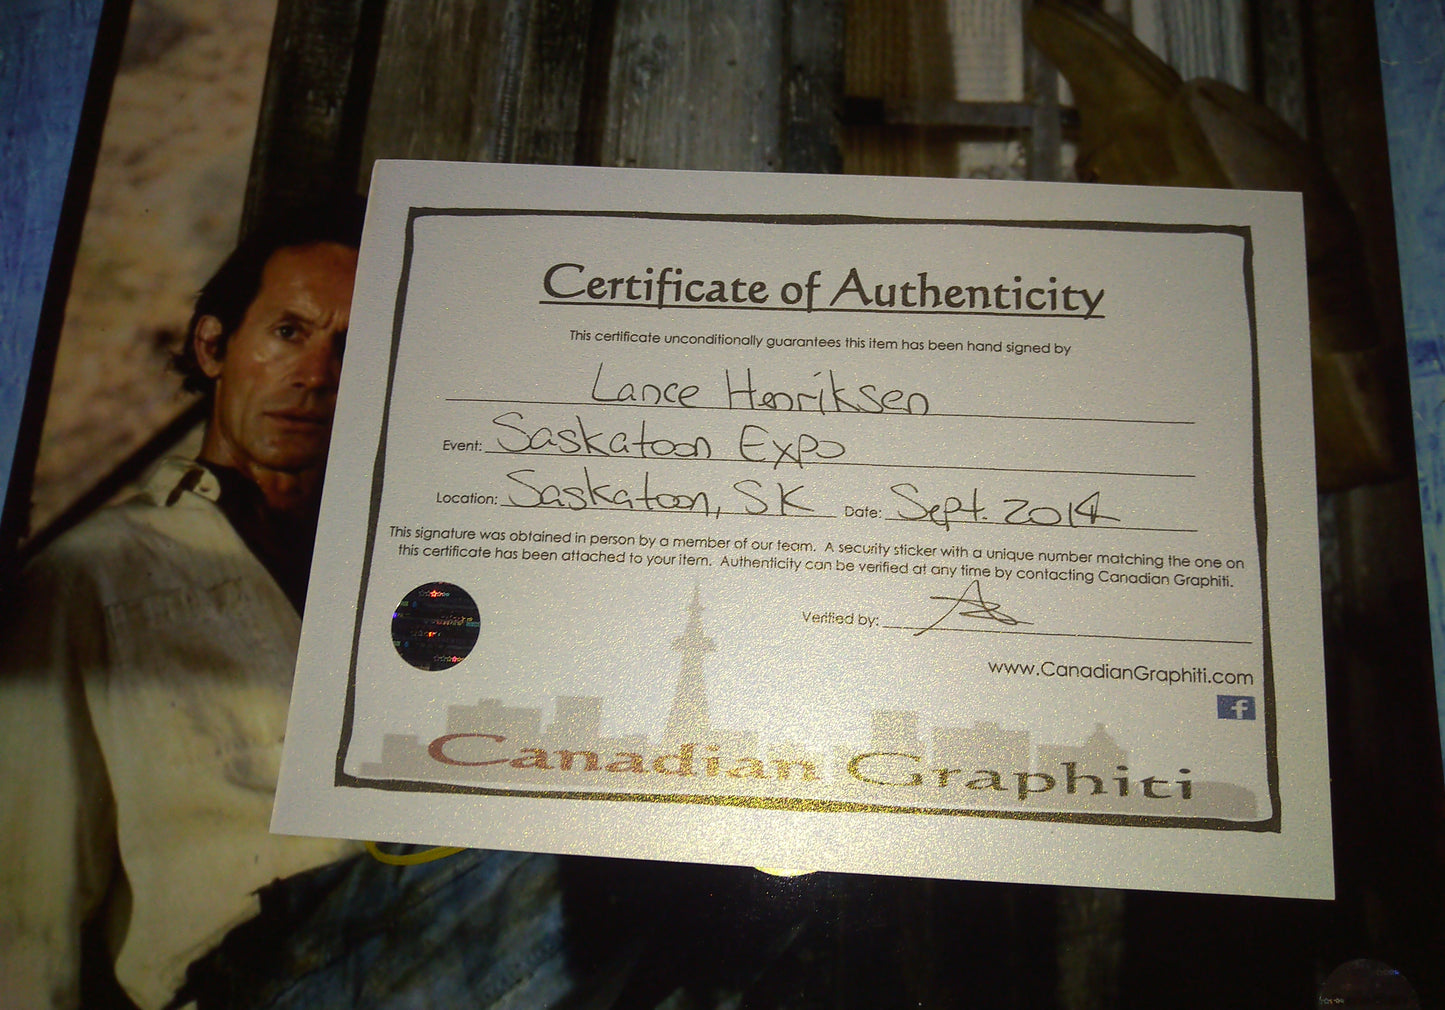 Certificate of Authenticity
This certificate unconditionally guarantees this item has been hand signed by
Lance Henriksen
Event: Saskatoon Expo
Location: Saskatoon, SK Date: Sept. 2014
This signature was obtained in person by a member of our team. A security sticker with a unique number matching the one on
this certificate has been attached to your item. Authenticity can be verified at any time by contacting Canadian Graphiti.
Verified by:
www.CanadianGraphiti.com
f
Canadian Graphiti